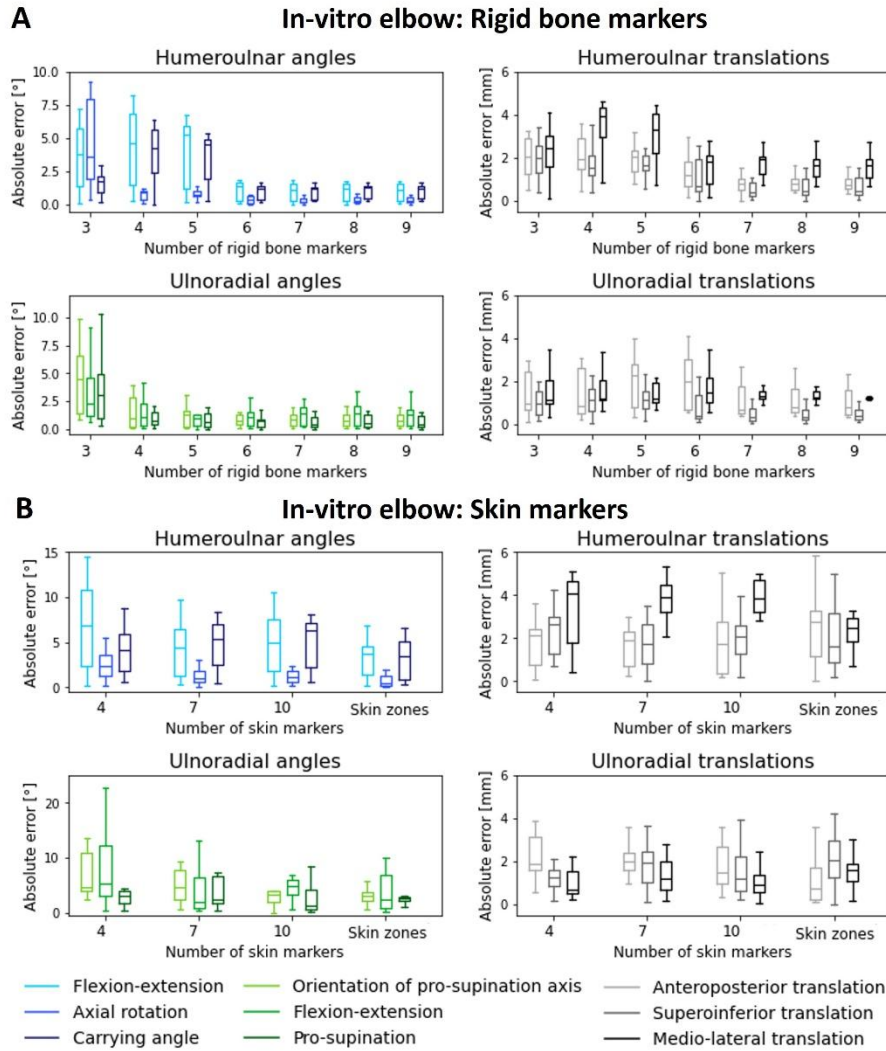 A In-vitro elbow: Rigid bone markers
Humeroulnar angles
Absolute error [°]
10.0
7.5
5.0
2.5
0.0
3 4 5 6 7 8 9
Number of rigid bone markers
Humeroulnar translations
Absolute error [mm]
6
4
2
0
3 4 5 6 7 8 9
Number of rigid bone markers
Ulnoradial angles
Absolute error [°]
10.0
7.5
5.0
2.5
0.0
3 4 5 6 7 8 9
Number of rigid bone markers
Ulnoradial translations
Absolute error [mm]
6
4
2
0
3 4 5 6 7 8 9
Number of rigid bone markers
B In-vitro elbow: Skin markers
Humeroulnar angles
Absolute error [°]
15
10
5
0
4 7 10 Skin zones
Number of skin markers
Humeroulnar translations
Absolute error [mm]
6
4
2
0
4 7 10 Skin zones
Number of skin markers
Ulnoradial angles
Absolute error [°]
20
10
0
4 7 10 Skin zones
Number of skin markers
Ulnoradial translations
Absolute error [mm]
6
4
2
0
4 7 10 Skin zones
Number of skin markers
Flexion-extension
Axial rotation
Carrying angle
Orientation of pro-supination axis
Flexion-extension
Pro-supination
Anteroposterior translation
Superoinferior translation
Medio-lateral translation